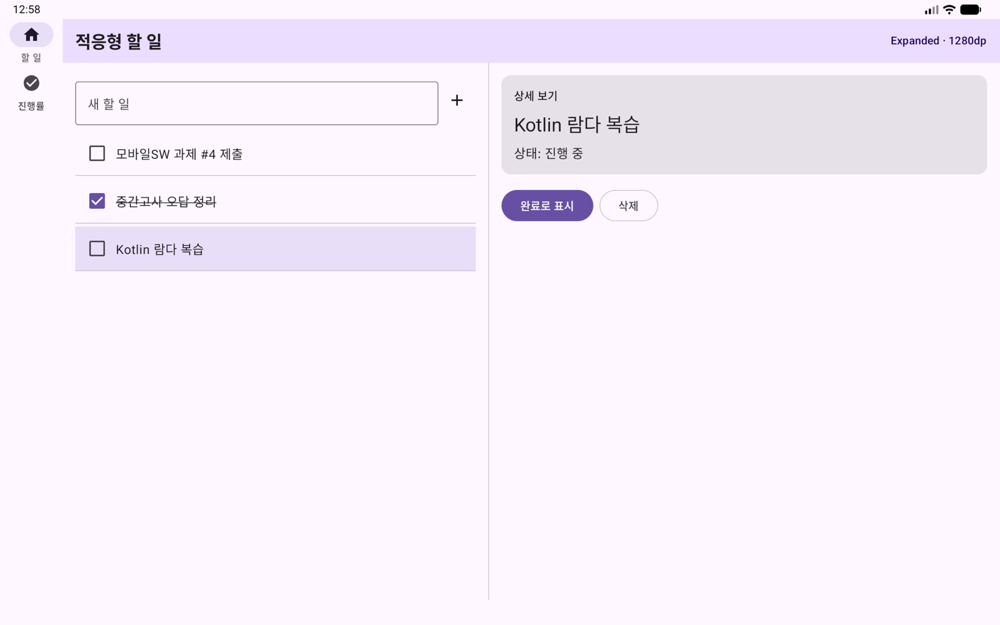 12:58
할 일
진행률
적응형 할 일
Expanded · 1280dp
새 할 일
모바일SW 과제 #4 제출
중간고사 오답 정리
Kotlin 람다 복습
상세 보기
Kotlin 람다 복습
상태: 진행 중
완료로 표시
삭제